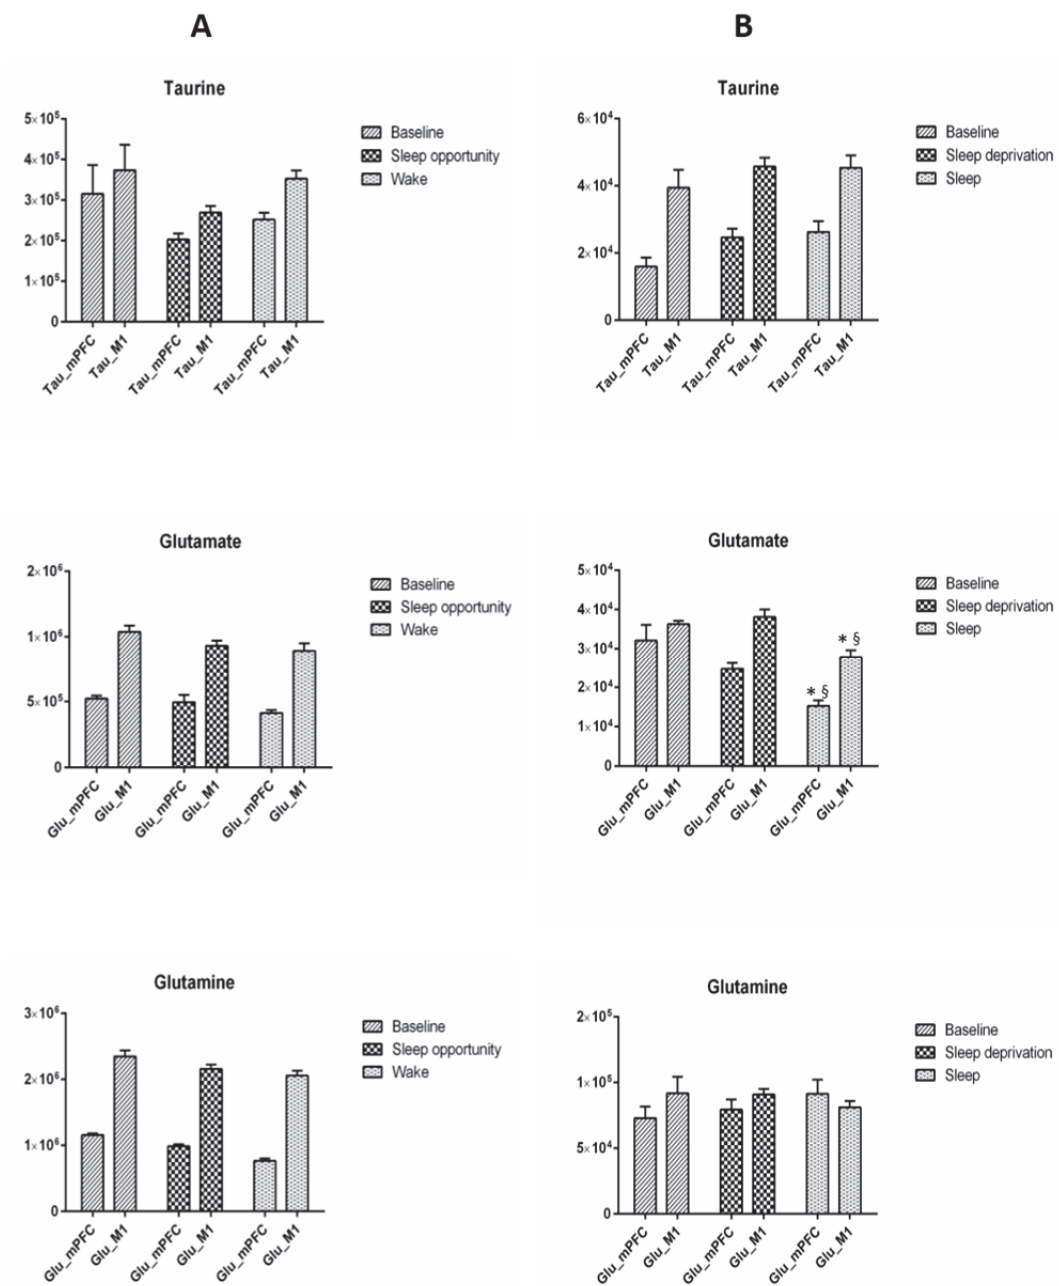 A
B
Taurine
5×10⁵
4×10⁵
3×10⁵
2×10⁵
1×10⁵
0
Tau_mPFC
Tau_M1
Tau_mPFC
Tau_M1
Tau_mPFC
Tau_M1
Baseline
Sleep opportunity
Wake
Taurine
6×10⁴
4×10⁴
2×10⁴
0
Tau_mPFC
Tau_M1
Tau_mPFC
Tau_M1
Tau_mPFC
Tau_M1
Baseline
Sleep deprivation
Sleep
Glutamate
2×10⁶
1×10⁶
5×10⁵
0
Glu_mPFC
Glu_M1
Glu_mPFC
Glu_M1
Glu_mPFC
Glu_M1
Baseline
Sleep opportunity
Wake
Glutamate
5×10⁴
4×10⁴
3×10⁴
2×10⁴
1×10⁴
0
* §
* §
Glu_mPFC
Glu_M1
Glu_mPFC
Glu_M1
Glu_mPFC
Glu_M1
Baseline
Sleep deprivation
Sleep
Glutamine
3×10⁶
2×10⁶
1×10⁶
0
Glu_mPFC
Glu_M1
Glu_mPFC
Glu_M1
Glu_mPFC
Glu_M1
Baseline
Sleep opportunity
Wake
Glutamine
2×10⁵
1×10⁵
5×10⁴
0
Glu_mPFC
Glu_M1
Glu_mPFC
Glu_M1
Glu_mPFC
Glu_M1
Baseline
Sleep deprivation
Sleep